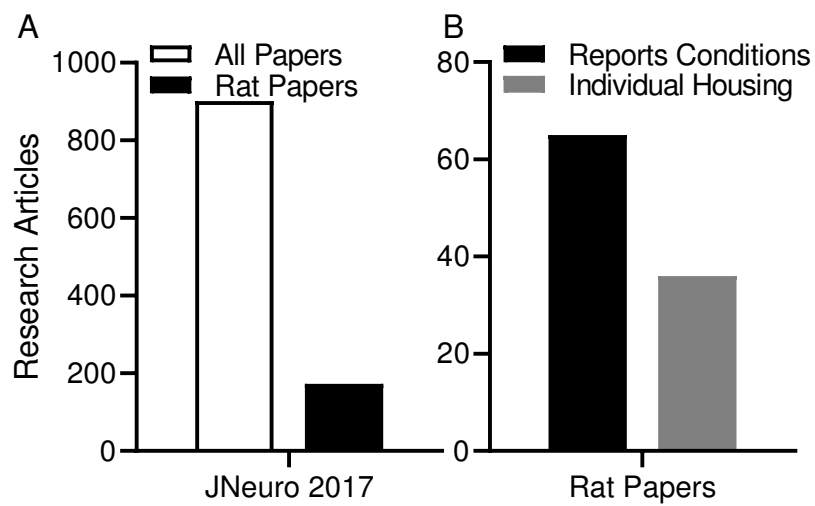 A
All Papers
Rat Papers
1000
800
600
400
200
0
Research Articles
JNeuro 2017
B
Reports Conditions
Individual Housing
80
60
40
20
0
Rat Papers